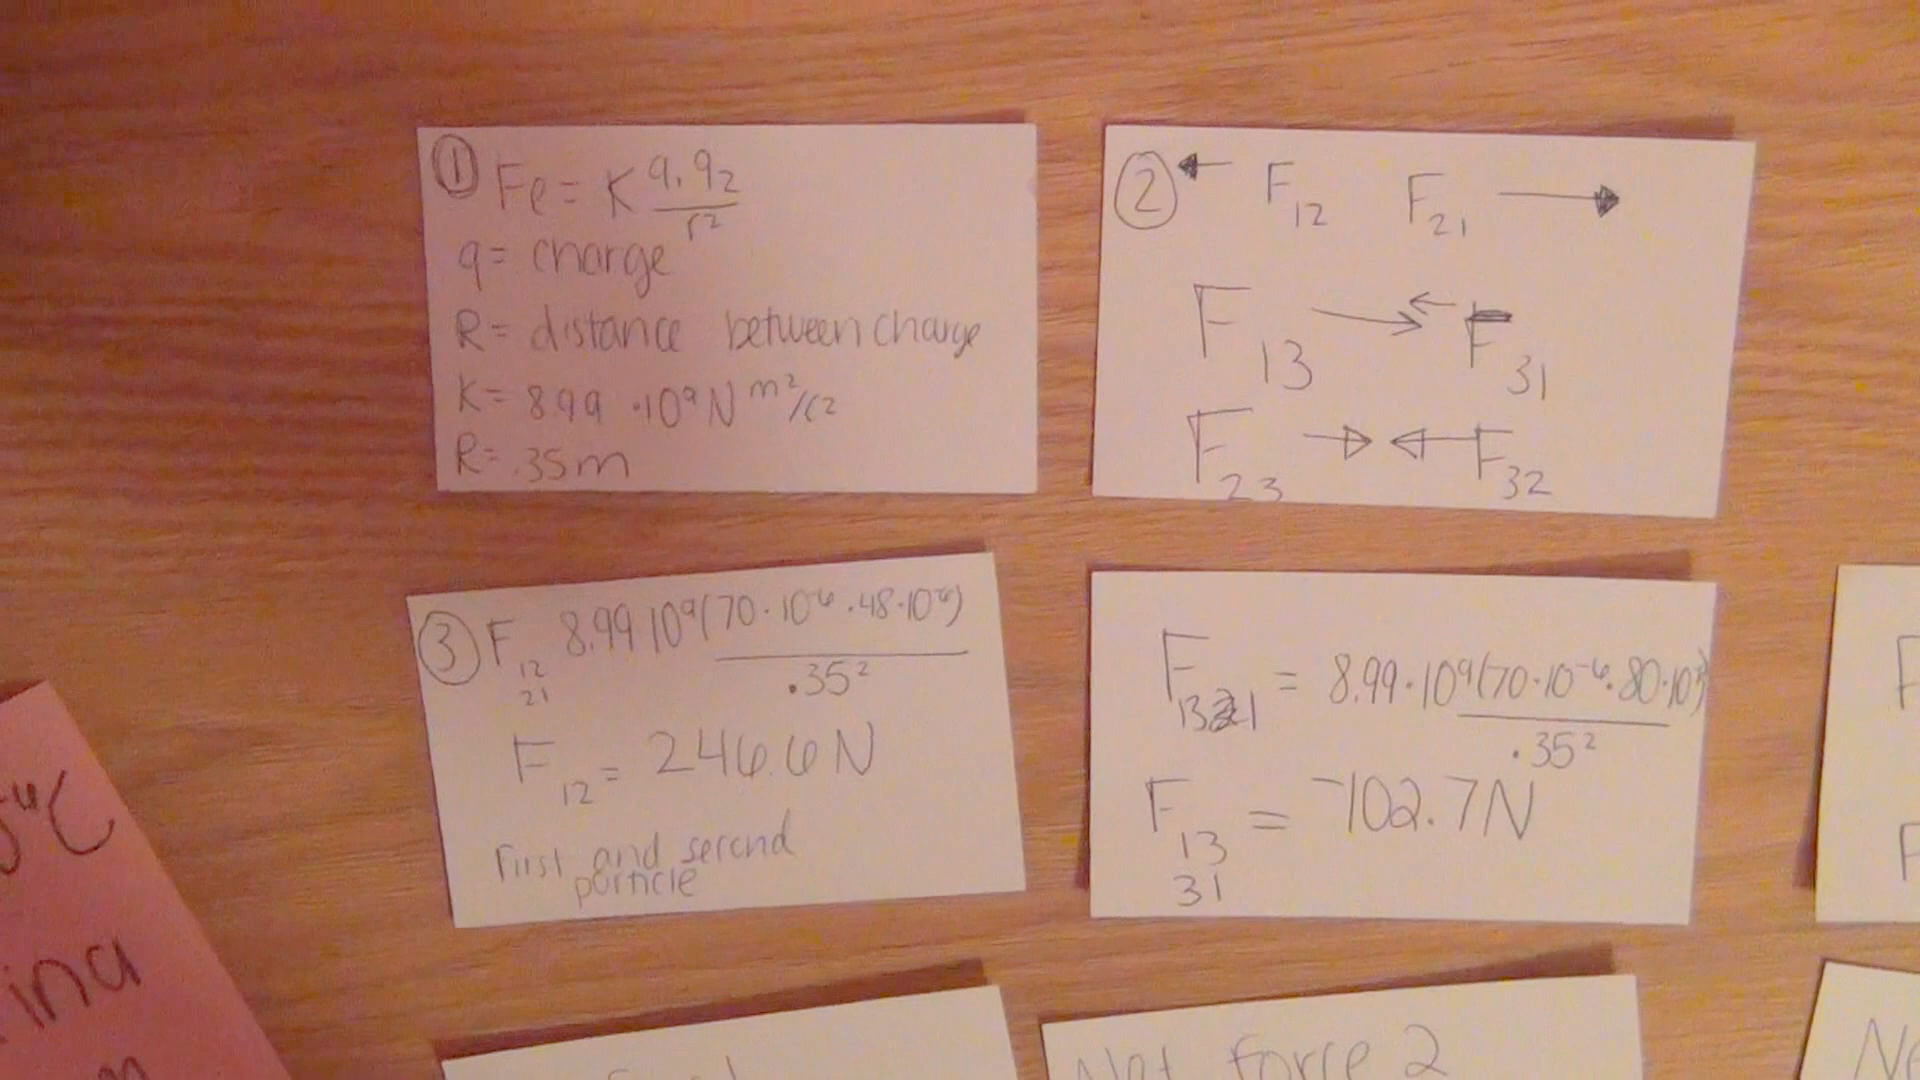 ① Fe = K q₁q₂/r²
q = charge
R = distance between charge
K = 8.99 · 10⁹ N m²/C²
R = .35m
② ← F₁₂ F₂₁ →
F₁₃ → ← F₃₁
F₂₃ → ← F₃₂
③ F₁₂ 8.99 10⁹(70 · 10⁻⁶ · 48 · 10⁻⁶)
21 .35²
F₁₂ = 246.6N
First and second
particle
F₁₃ ₃₁ = 8.99 · 10⁹(70 · 10⁻⁶ · 80 · 10
.35²
F₁₃ = -102.7N
31
C
ina
Net force 2
Ne
F
F